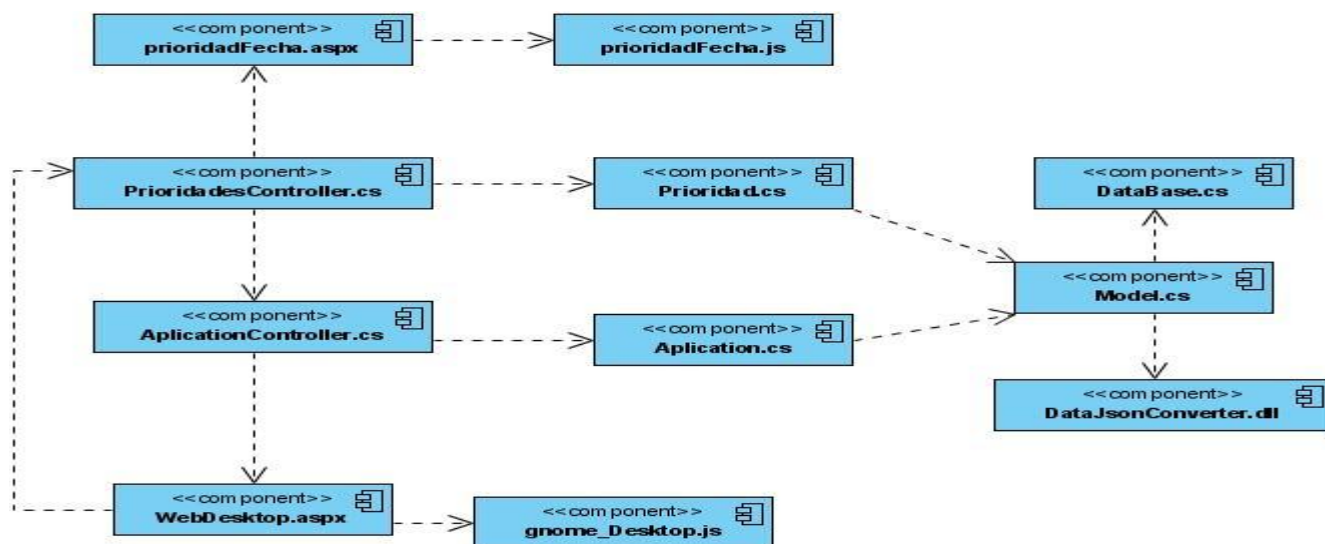 <<component>>
prioridadFecha.aspx
<<component>>
prioridadFecha.js
<<component>>
PrioridadesController.cs
<<component>>
Prioridad.cs
<<component>>
DataBase.cs
<<component>>
Model.cs
<<component>>
AplicationController.cs
<<component>>
Aplication.cs
<<component>>
DataJsonConverter.dll
<<component>>
WebDesktop.aspx
<<component>>
gnome_Desktop.js